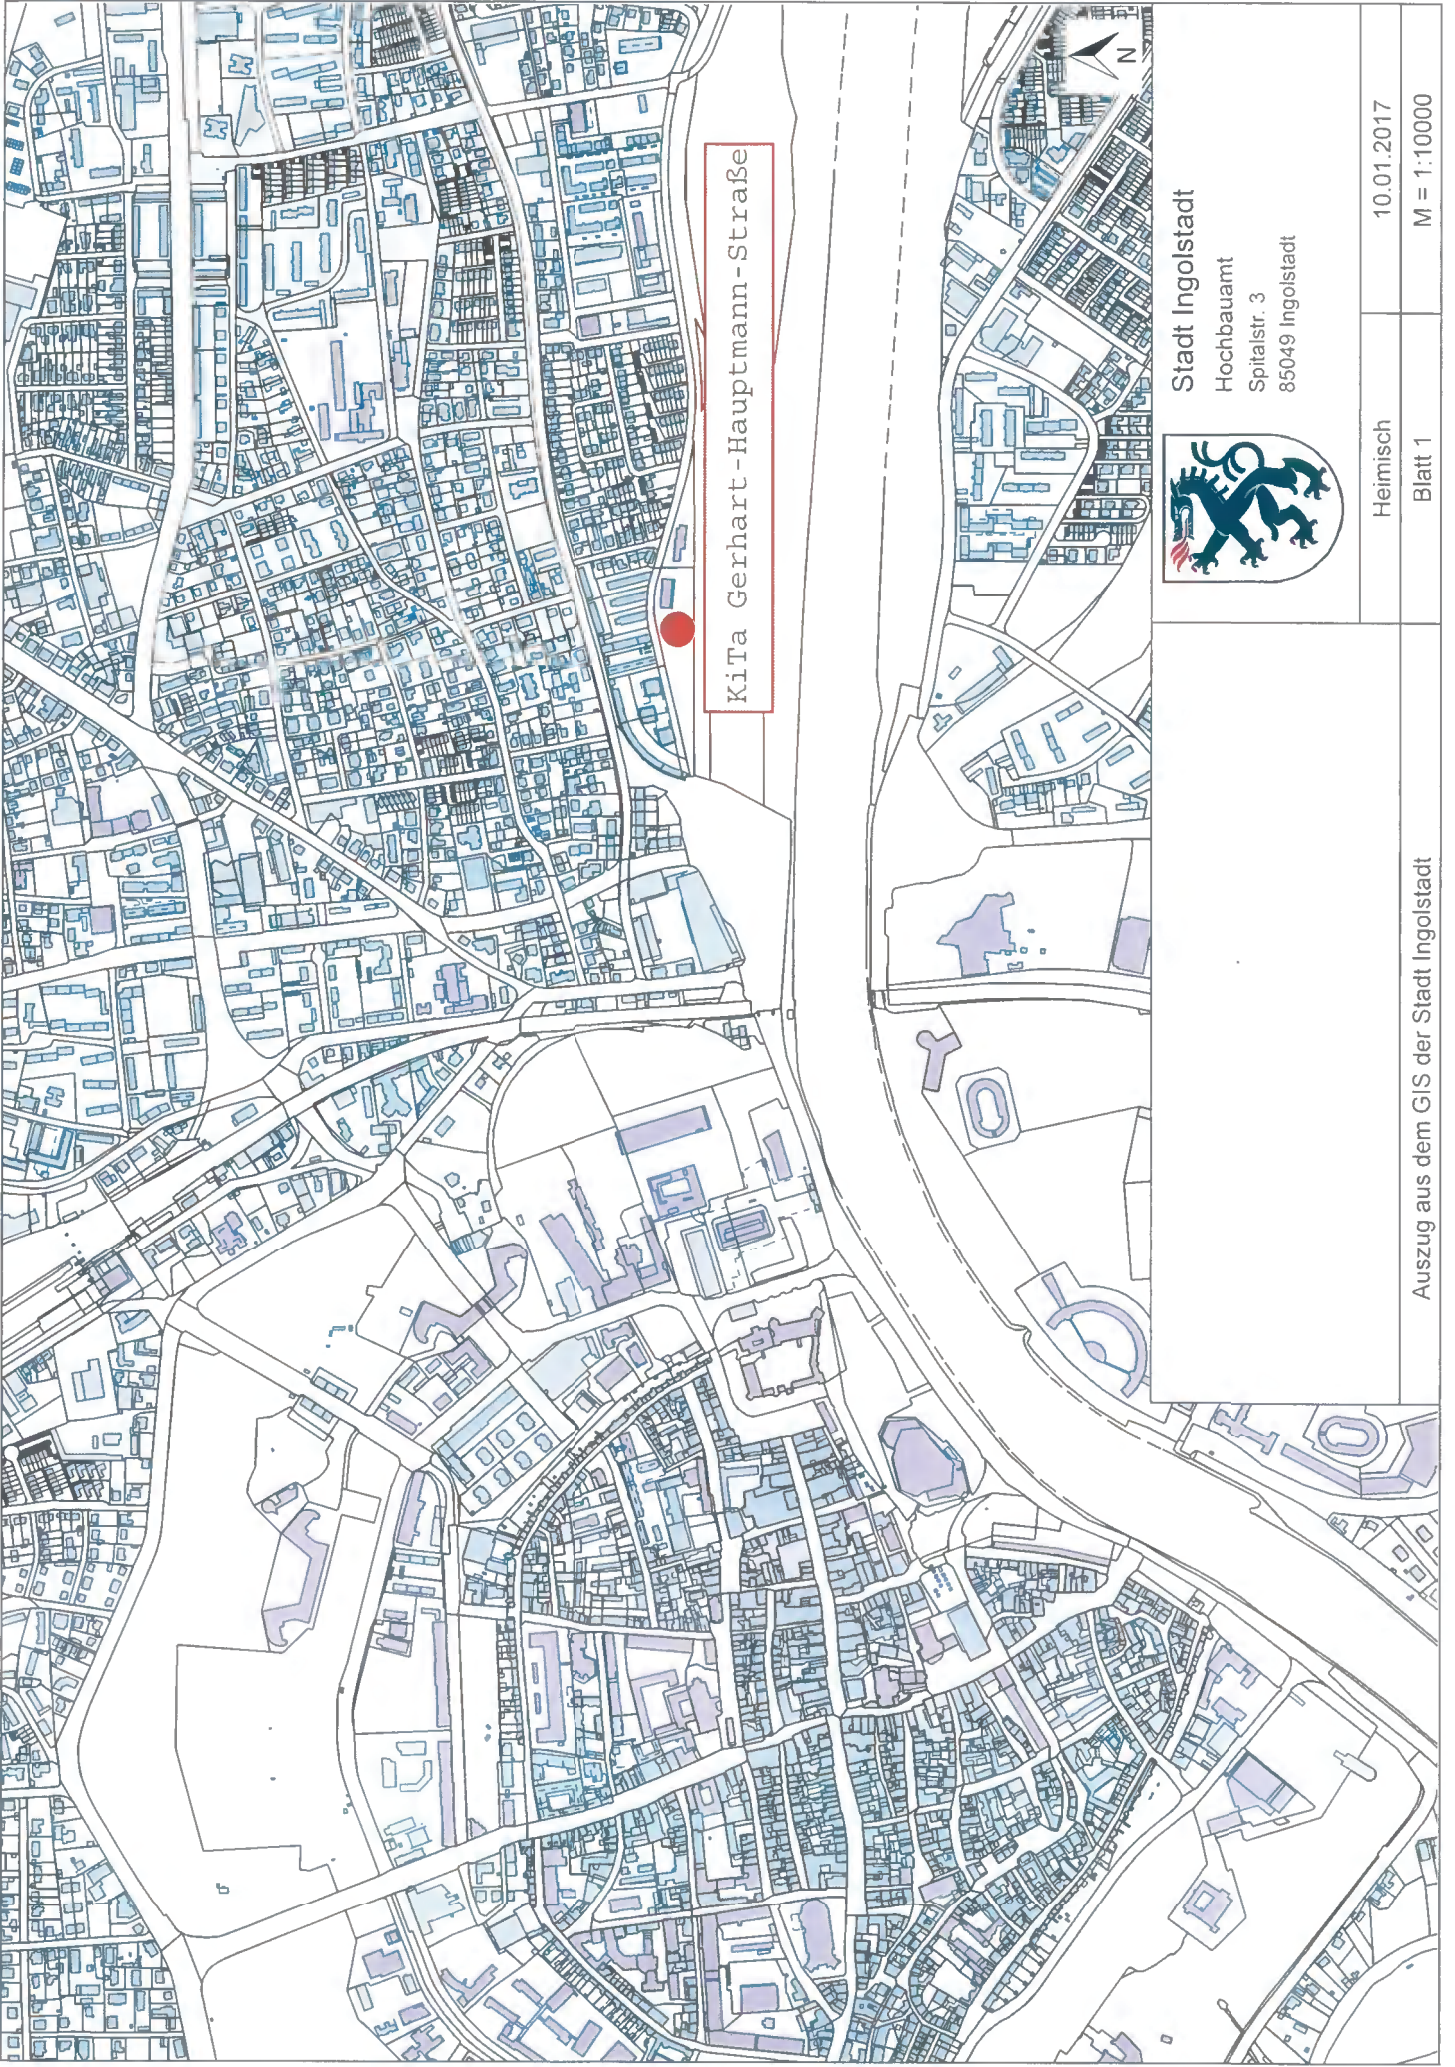 KiTa Gerhart-Hauptmann-Straße
N
Stadt Ingolstadt
Hochbauamt
Spitalstr. 3
85049 Ingolstadt
Heimisch
10.01.2017
Blatt 1
M = 1:10000
Auszug aus dem GIS der Stadt Ingolstadt